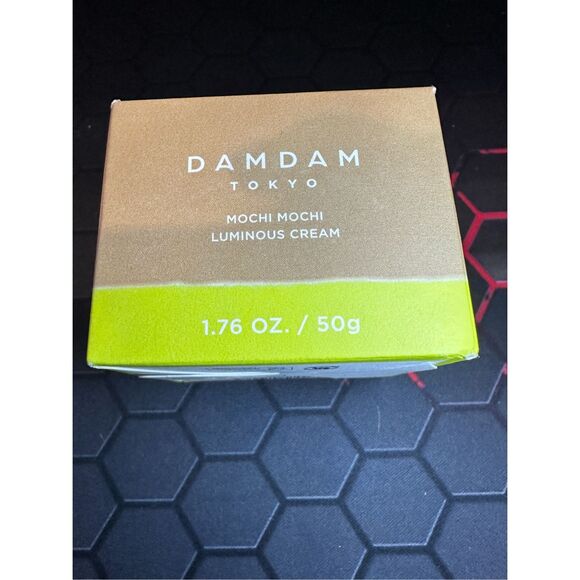 DAMDAM
TOKYO
MOCHI MOCHI
LUMINOUS CREAM
1.76 OZ. / 50g